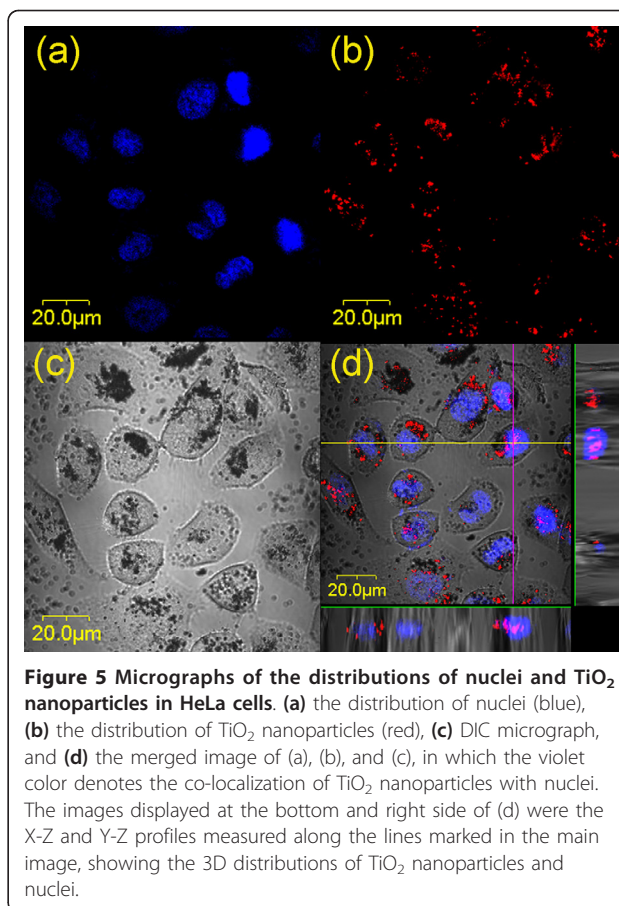 (a)
(b)
20.0µm
20.0µm
(c)
(d)
20.0µm
20.0µm
Figure 5 Micrographs of the distributions of nuclei and TiO₂
nanoparticles in HeLa cells. (a) the distribution of nuclei (blue),
(b) the distribution of TiO₂ nanoparticles (red), (c) DIC micrograph,
and (d) the merged image of (a), (b), and (c), in which the violet
color denotes the co-localization of TiO₂ nanoparticles with nuclei.
The images displayed at the bottom and right side of (d) were the
X-Z and Y-Z profiles measured along the lines marked in the main
image, showing the 3D distributions of TiO₂ nanoparticles and
nuclei.